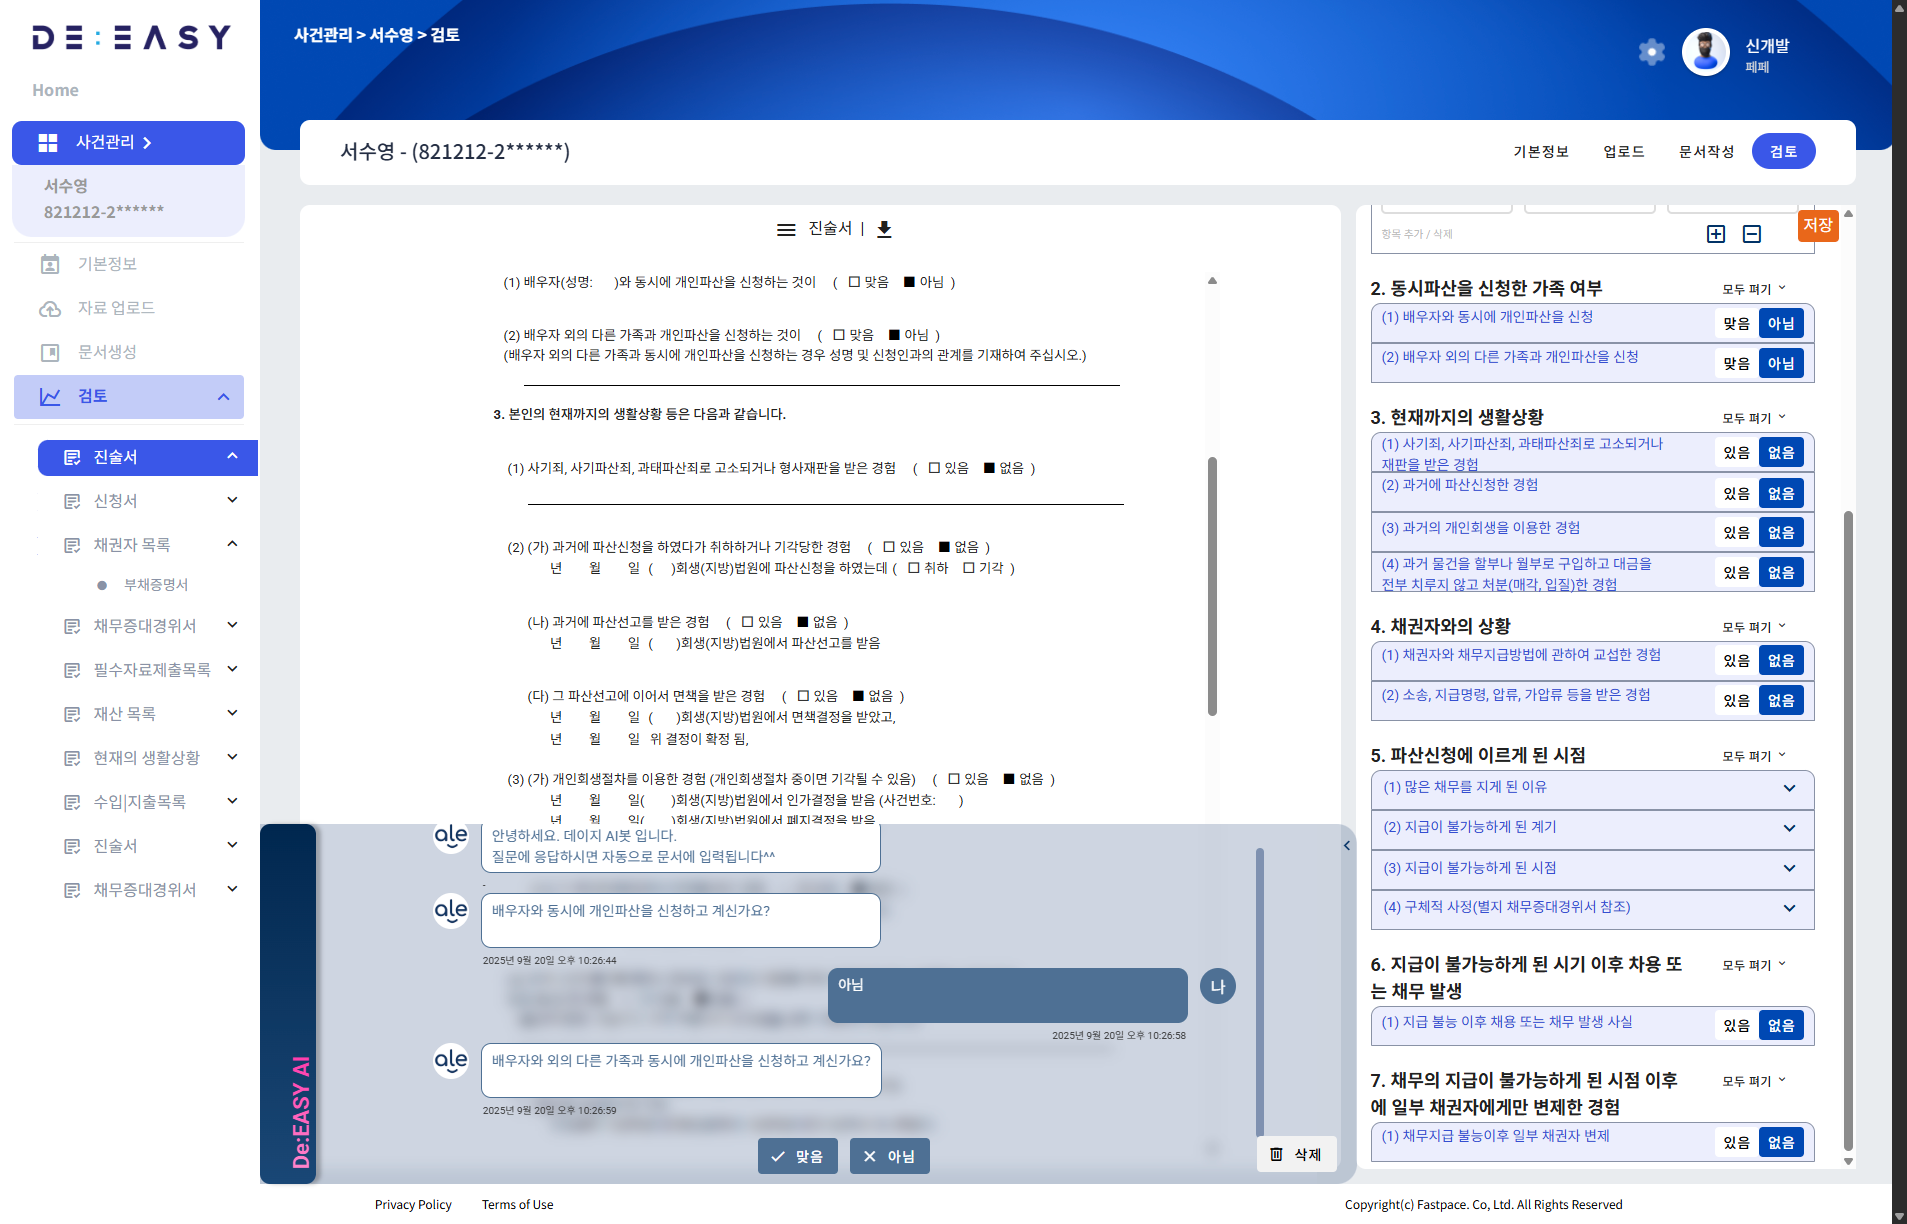 DE:EASY
Home
사건관리
서수영
821212-2******
기본정보
자료 업로드
문서생성
검토
진술서
신청서
채권자 목록
부채증명서
채무증대경위서
필수자료제출목록
재산 목록
현재의 생활상황
수입|지출목록
진술서
채무증대경위서
사건관리 > 서수영 > 검토
신개발
페페
서수영 - (821212-2******)
기본정보 업로드 문서작성 검토
진술서 |
(1) 배우자(성명: )와 동시에 개인파산을 신청하는 것이 ( □ 맞음 ■ 아님 )
(2) 배우자 외의 다른 가족과 개인파산을 신청하는 것이 ( □ 맞음 ■ 아님 )
(배우자 외의 다른 가족과 동시에 개인파산을 신청하는 경우 성명 및 신청인과의 관계를 기재하여 주십시오.)
3. 본인의 현재까지의 생활상황 등은 다음과 같습니다.
(1) 사기죄, 사기파산죄, 과태파산죄로 고소되거나 형사재판을 받은 경험 ( □ 있음 ■ 없음 )
(2) (가) 과거에 파산신청을 하였다가 취하하거나 기각당한 경험 ( □ 있음 ■ 없음 )
년 월 일 ( )회생(지방)법원에 파산신청을 하였는데 ( □ 취하 □ 기각 )
(나) 과거에 파산선고를 받은 경험 ( □ 있음 ■ 없음 )
년 월 일 ( )회생(지방)법원에서 파산선고를 받음
(다) 그 파산선고에 이어서 면책을 받은 경험 ( □ 있음 ■ 없음 )
년 월 일 ( )회생(지방)법원에서 면책결정을 받았고,
년 월 일 위 결정이 확정 됨,
(3) (가) 개인회생절차를 이용한 경험 (개인회생절차 중이면 기각될 수 있음) ( □ 있음 ■ 없음 )
년 월 일( )회생(지방)법원에서 인가결정을 받음 (사건번호: )
년 월 일( )회생(지방)법원에서 폐지결정을 받음
De:EASY AI
ale
안녕하세요. 데이지 AI봇 입니다.
질문에 응답하시면 자동으로 문서에 입력됩니다^^
-
ale
배우자와 동시에 개인파산을 신청하고 계신가요?
2025년 9월 20일 오후 10:26:44
아님
나
2025년 9월 20일 오후 10:26:58
ale
배우자와 외의 다른 가족과 동시에 개인파산을 신청하고 계신가요?
2025년 9월 20일 오후 10:26:59
맞음 아님
삭제
저장
항목 추가 / 삭제
2. 동시파산을 신청한 가족 여부 모두 펴기
(1) 배우자와 동시에 개인파산을 신청 맞음 아님
(2) 배우자 외의 다른 가족과 개인파산을 신청 맞음 아님
3. 현재까지의 생활상황 모두 펴기
(1) 사기죄, 사기파산죄, 과태파산죄로 고소되거나
재판을 받은 경험 있음 없음
(2) 과거에 파산신청한 경험 있음 없음
(3) 과거의 개인회생을 이용한 경험 있음 없음
(4) 과거 물건을 할부나 월부로 구입하고 대금을
전부 치루지 않고 처분(매각, 입질)한 경험 있음 없음
4. 채권자와의 상황 모두 펴기
(1) 채권자와 채무지급방법에 관하여 교섭한 경험 있음 없음
(2) 소송, 지급명령, 압류, 가압류 등을 받은 경험 있음 없음
5. 파산신청에 이르게 된 시점 모두 펴기
(1) 많은 채무를 지게 된 이유
(2) 지급이 불가능하게 된 계기
(3) 지급이 불가능하게 된 시점
(4) 구체적 사정(별지 채무증대경위서 참조)
6. 지급이 불가능하게 된 시기 이후 차용 또 모두 펴기
는 채무 발생
(1) 지급 불능 이후 채용 또는 채무 발생 사실 있음 없음
7. 채무의 지급이 불가능하게 된 시점 이후 모두 펴기
에 일부 채권자에게만 변제한 경험
(1) 채무지급 불능이후 일부 채권자 변제 있음 없음
Privacy Policy Terms of Use
Copyright(c) Fastpace. Co, Ltd. All Rights Reserved